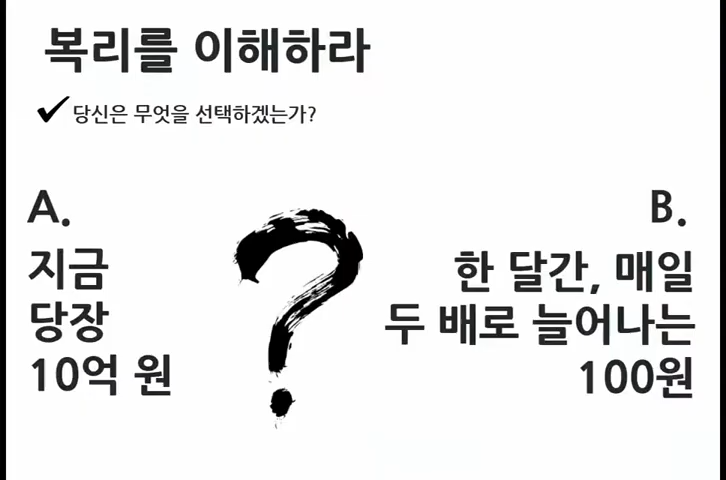 복리를 이해하라
당신은 무엇을 선택하겠는가?
A.
지금
당장
10억 원
?
B.
한 달간, 매일
두 배로 늘어나는
100원